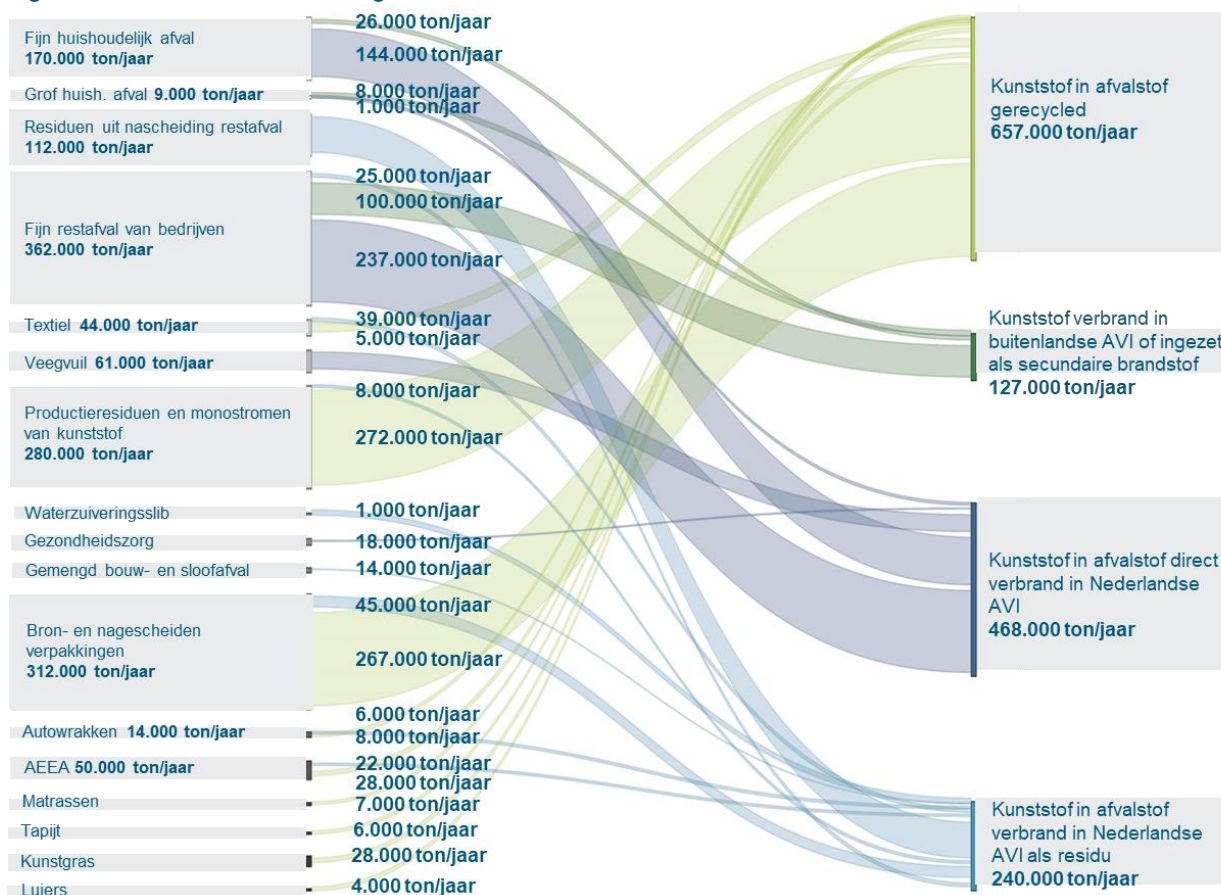 Fijn huishoudelijk afval
170.000 ton/jaar
Grof huish. afval 9.000 ton/jaar
Residuen uit nascheiding restafval
112.000 ton/jaar
Fijn restafval van bedrijven
362.000 ton/jaar
Textiel 44.000 ton/jaar
Veegvuil 61.000 ton/jaar
Productieresiduen en monostromen
van kunststof
280.000 ton/jaar
Waterzuiveringsslib
Gezondheidszorg
Gemengd bouw- en sloofafval
Bron- en nagescheiden
verpakkingen
312.000 ton/jaar
Autowrakken 14.000 ton/jaar
AEEA 50.000 ton/jaar
Matrassen
Tapijt
Kunstgras
Luiers
26.000 ton/jaar
144.000 ton/jaar
8.000 ton/jaar
1.000 ton/jaar
25.000 ton/jaar
100.000 ton/jaar
237.000 ton/jaar
39.000 ton/jaar
5.000 ton/jaar
8.000 ton/jaar
272.000 ton/jaar
1.000 ton/jaar
18.000 ton/jaar
14.000 ton/jaar
45.000 ton/jaar
267.000 ton/jaar
6.000 ton/jaar
8.000 ton/jaar
22.000 ton/jaar
28.000 ton/jaar
7.000 ton/jaar
6.000 ton/jaar
28.000 ton/jaar
4.000 ton/jaar
Kunststof in afvalstof
gerecycled
657.000 ton/jaar
Kunststof verbrand in
buitenlandse AVI of ingezet
als secundaire brandstof
127.000 ton/jaar
Kunststof in afvalstof direct
verbrand in Nederlandse
AVI
468.000 ton/jaar
Kunststof in afvalstof
verbrand in Nederlandse
AVI als residu
240.000 ton/jaar